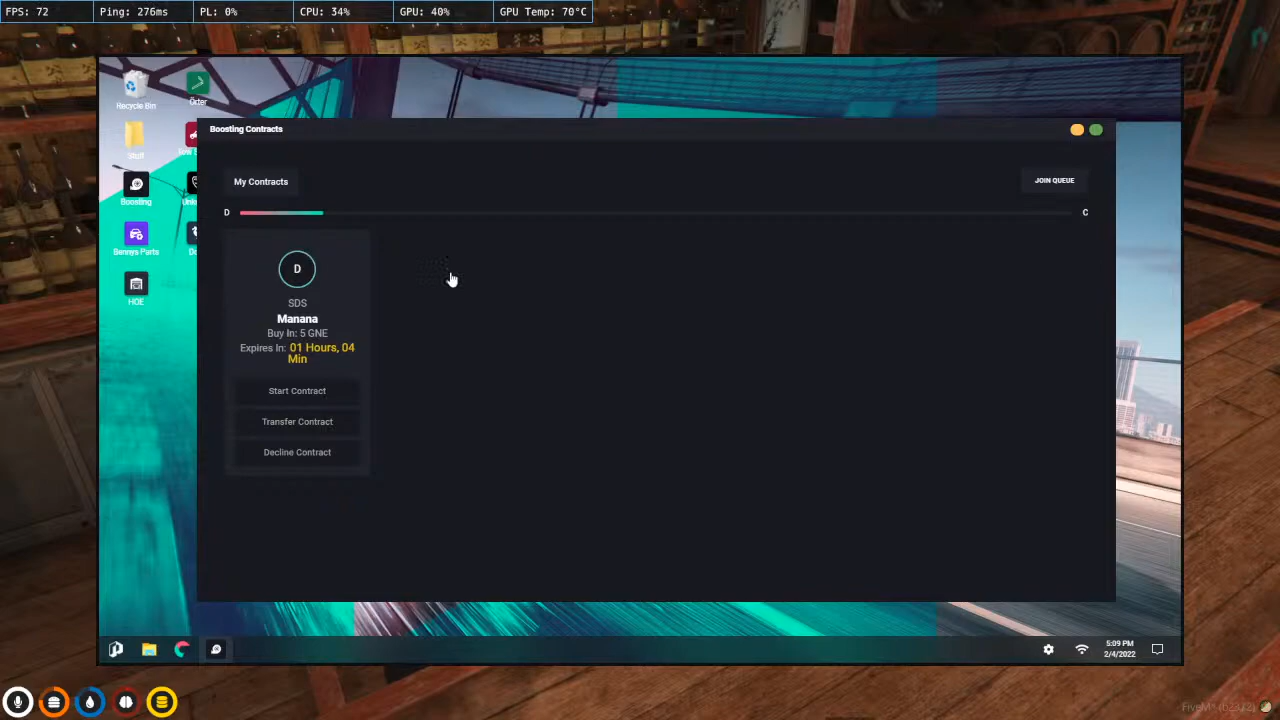 FPS: 72
Ping: 276ms
PL: 0%
CPU: 34%
GPU: 40%
GPU Temp: 70°C
Recycle Bin
Stuff
Boosting
Bennys Parts
HOE
Boosting Contracts
My Contracts
JOIN QUEUE
D
C
D
SDS
Manana
Buy In: 5 GNE
Expires In: 01 Hours, 04
Min
Start Contract
Transfer Contract
Decline Contract
5:09 PM
2/4/2022